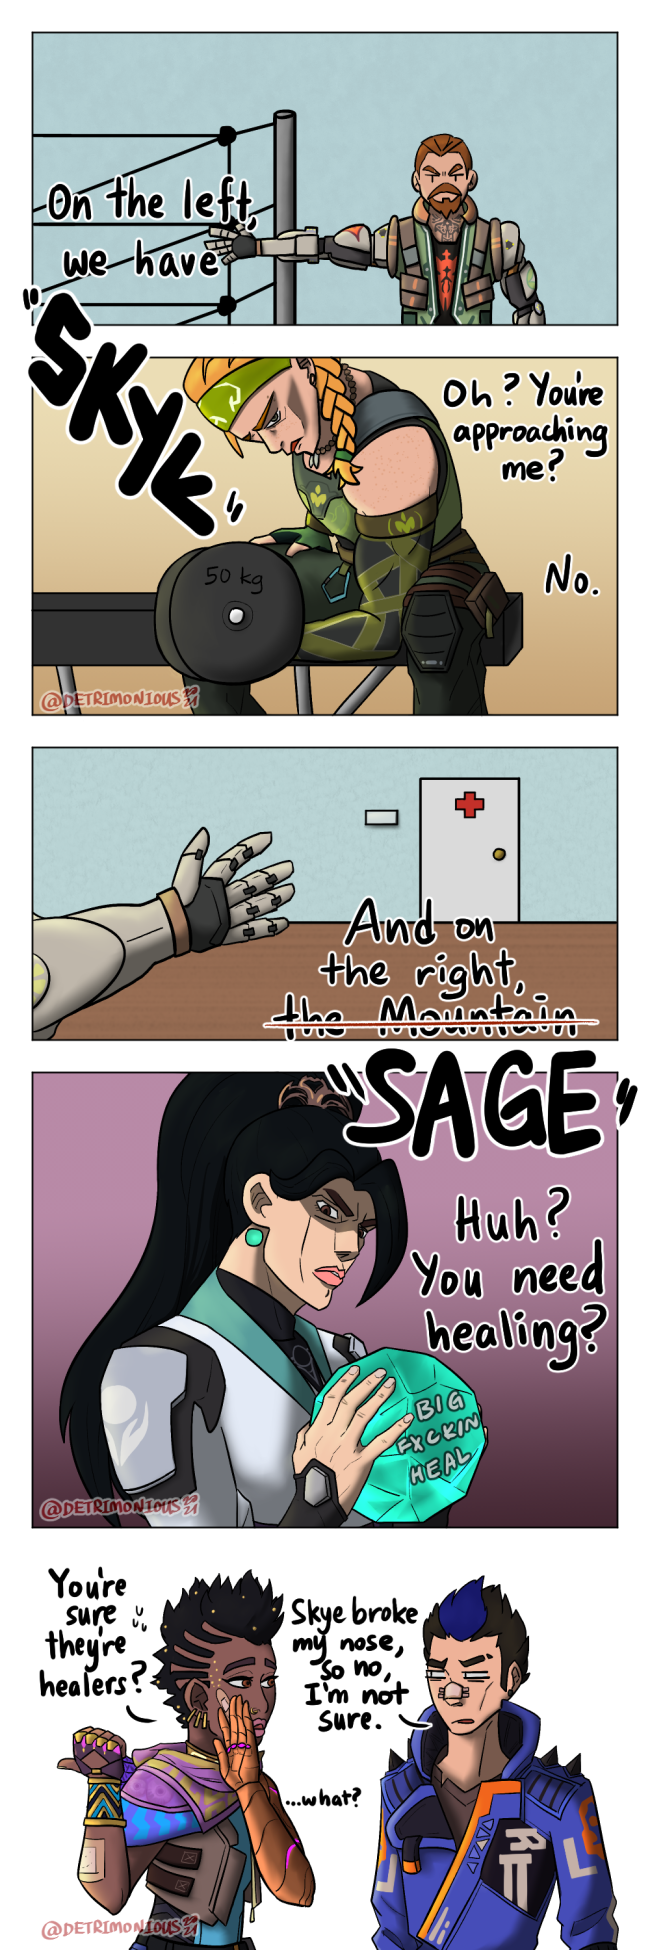 On the left,
we have
"SKYE"
Oh? You're
approaching
me?
No.
50 kg
@DETRIMONIOUS
And on
the right,
the Mountain
"SAGE"
Huh?
You need
healing?
BIG
FXCKIN
HEAL
@DETRIMONIOUS
You're
sure
they're
healers?
Skye broke
my nose,
so no,
I'm not
sure.
...what?
@DETRIMONIOUS